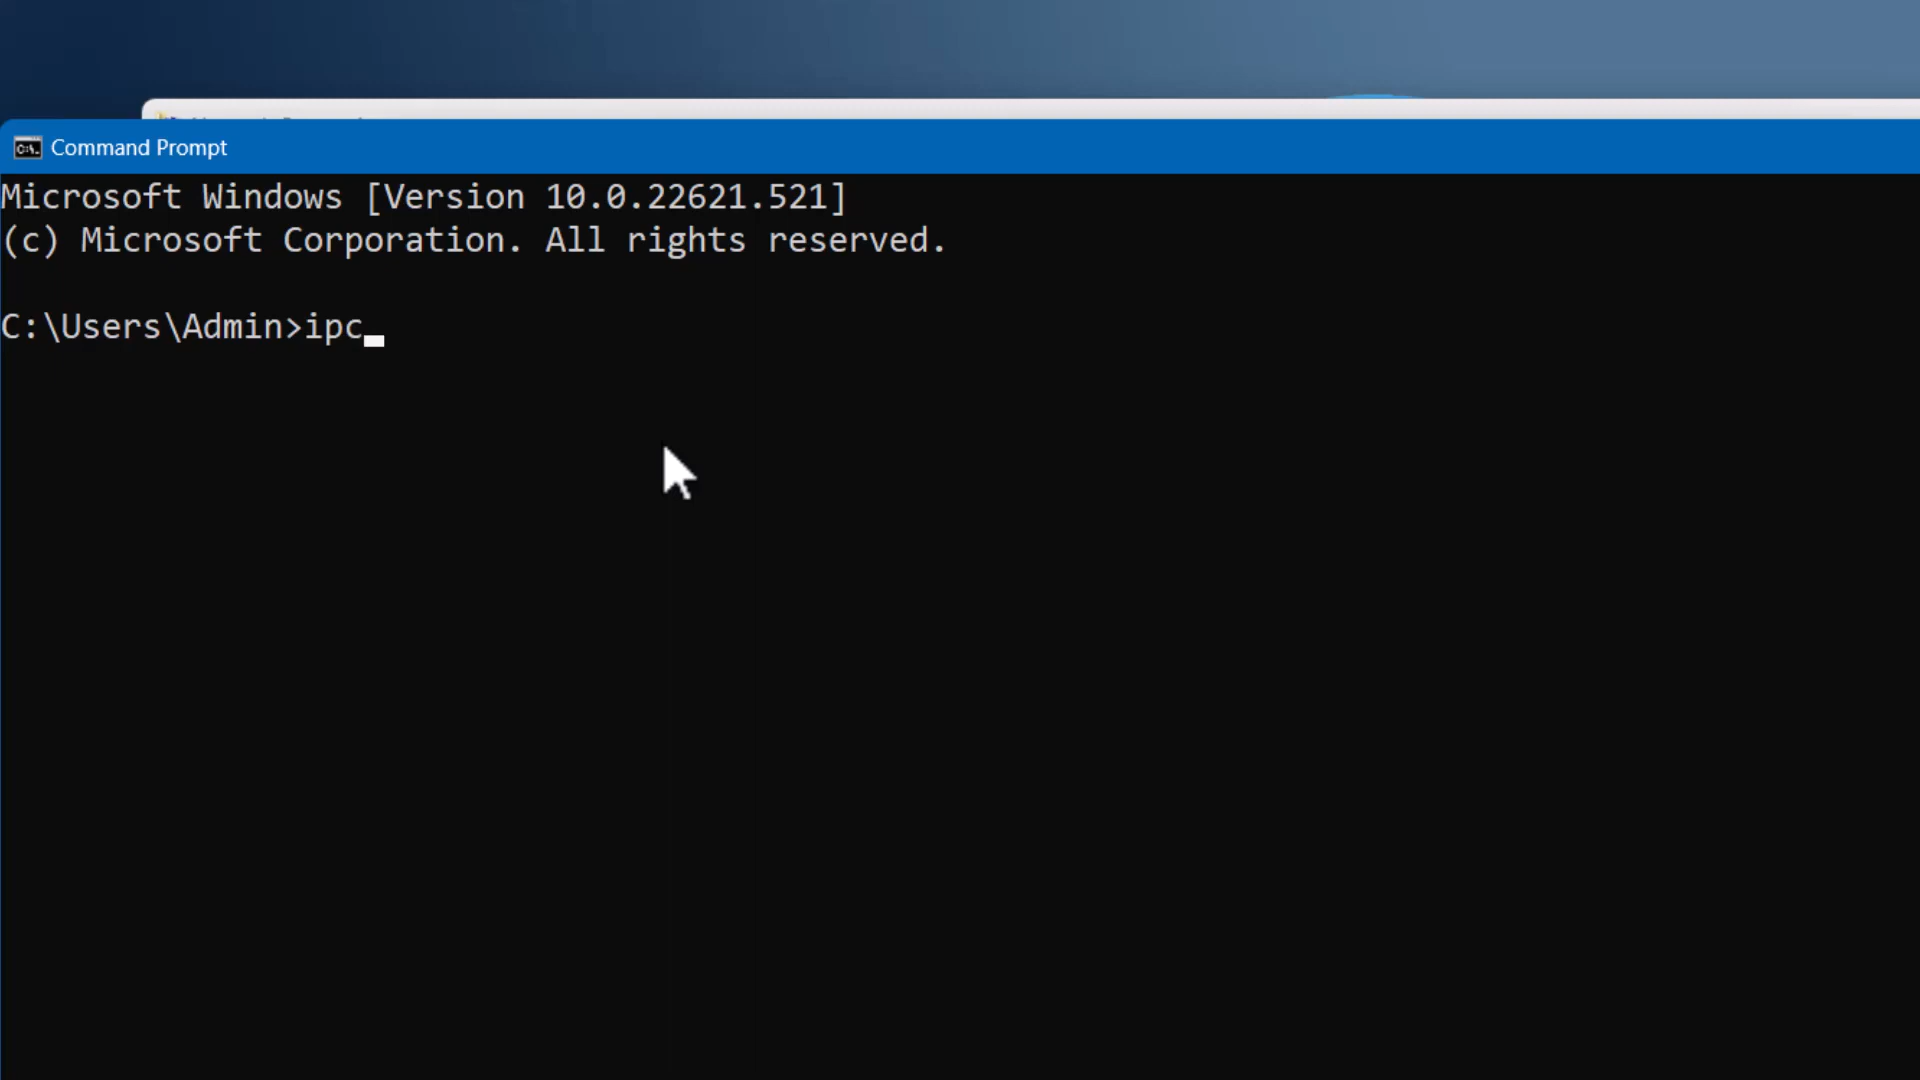 Command Prompt
Microsoft Windows [Version 10.0.22621.521]
(c) Microsoft Corporation. All rights reserved.
C:\Users\Admin>ipc